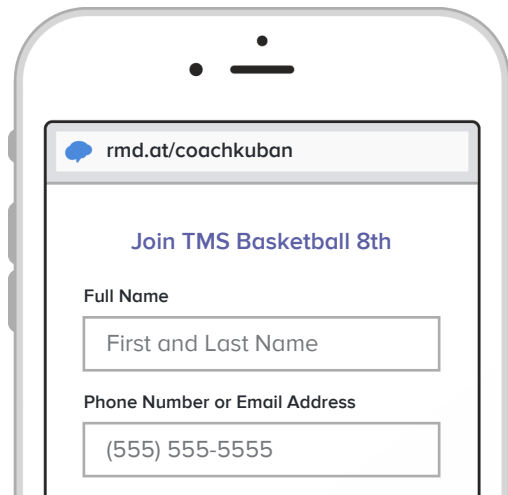 rmd.at/coachkuban
Join TMS Basketball 8th
Full Name
First and Last Name
Phone Number or Email Address
(555) 555-5555